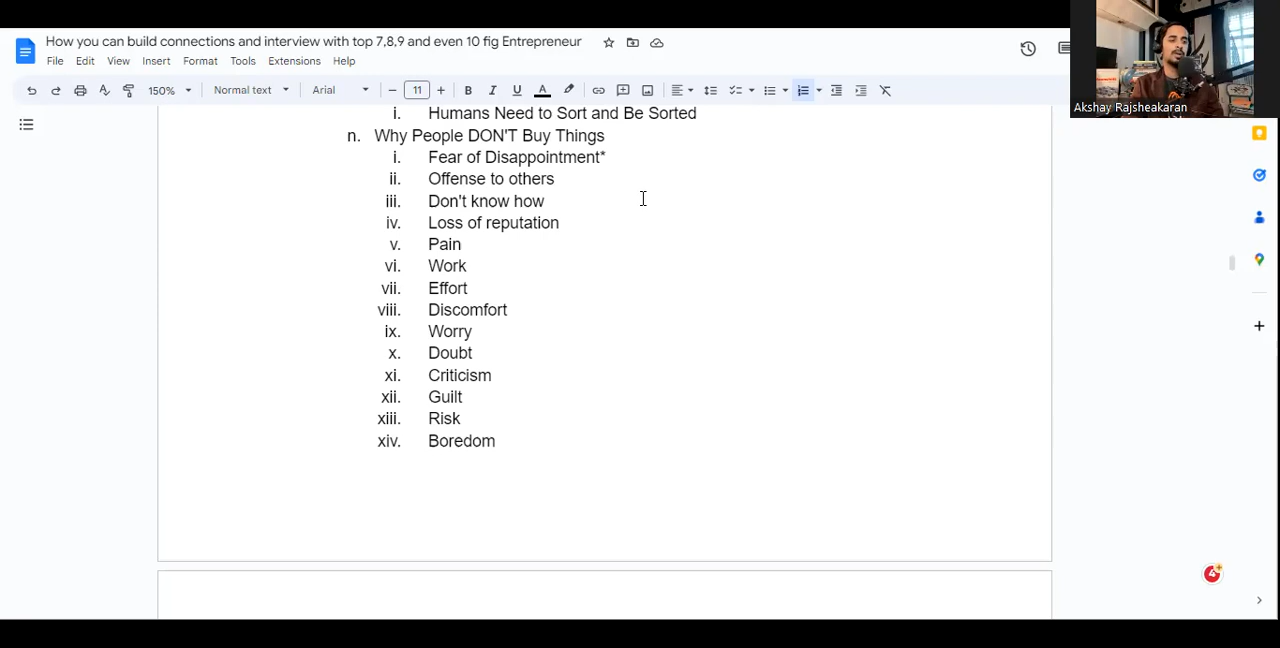 How you can build connections and interview with top 7,8,9 and even 10 fig Entrepreneur
File Edit View Insert Format Tools Extensions Help
150% Normal text Arial 11 B I U A
Akshay Rajsheakaran
i. Humans Need to Sort and Be Sorted
n. Why People DON'T Buy Things
i. Fear of Disappointment*
ii. Offense to others
iii. Don't know how
iv. Loss of reputation
v. Pain
vi. Work
vii. Effort
viii. Discomfort
ix. Worry
x. Doubt
xi. Criticism
xii. Guilt
xiii. Risk
xiv. Boredom